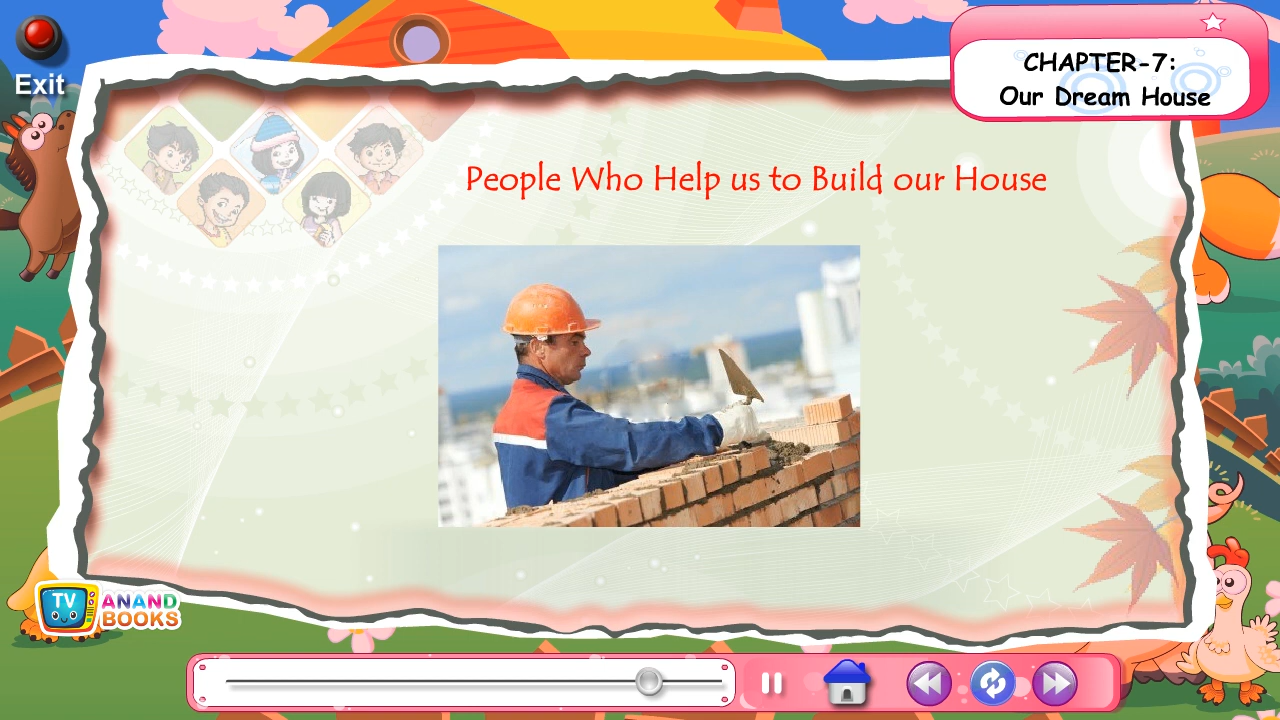 Exit
CHAPTER-7:
Our Dream House
People Who Help us to Build our House
TV
ANAND
BOOKS